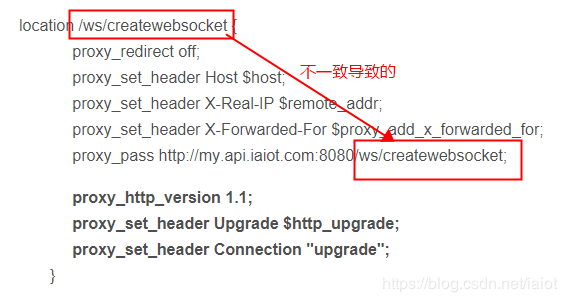 location /ws/createwebsocket {
proxy_redirect off;
proxy_set_header Host $host;
不一致导致的
proxy_set_header X-Real-IP $remote_addr;
proxy_set_header X-Forwarded-For $proxy_add_x_forwarded_for;
proxy_pass http://my.api.iaiot.com:8080/ws/createwebsocket;
proxy_http_version 1.1;
proxy_set_header Upgrade $http_upgrade;
proxy_set_header Connection "upgrade";
}
https://blog.csdn.net/iaiot